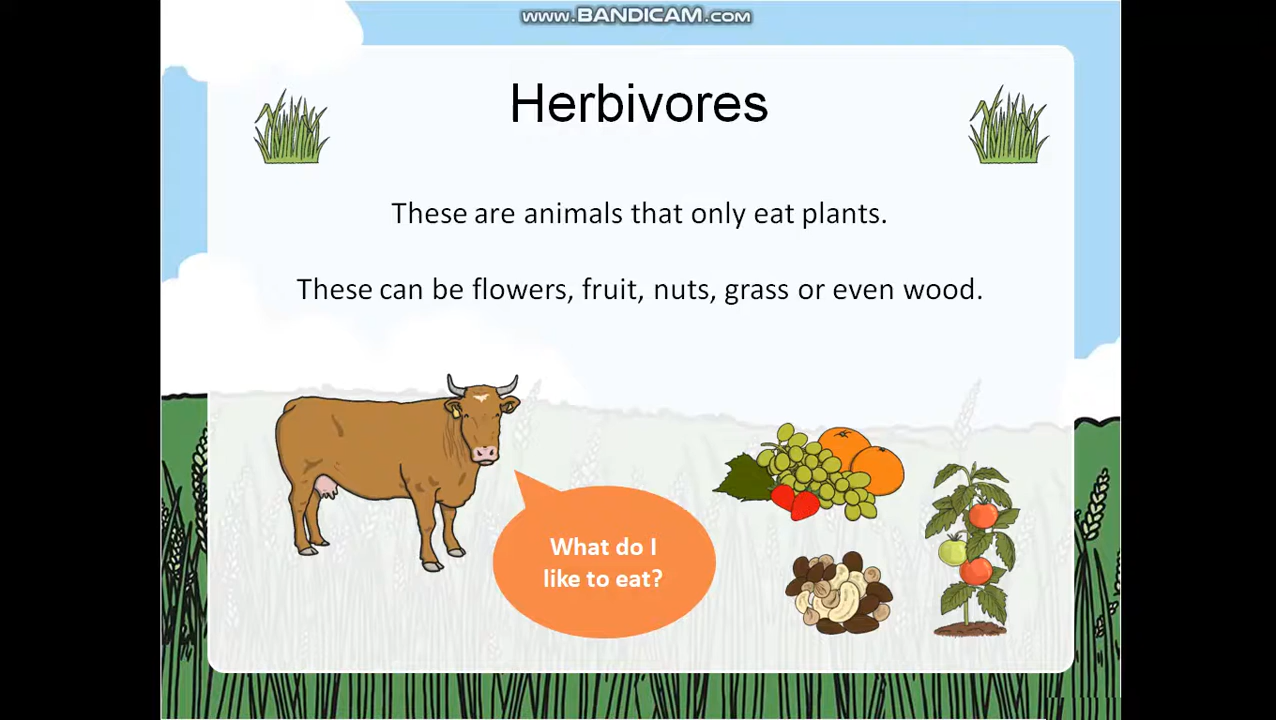 www.BANDICAM.com
Herbivores
These are animals that only eat plants.
These can be flowers, fruit, nuts, grass or even wood.
What do I
like to eat?